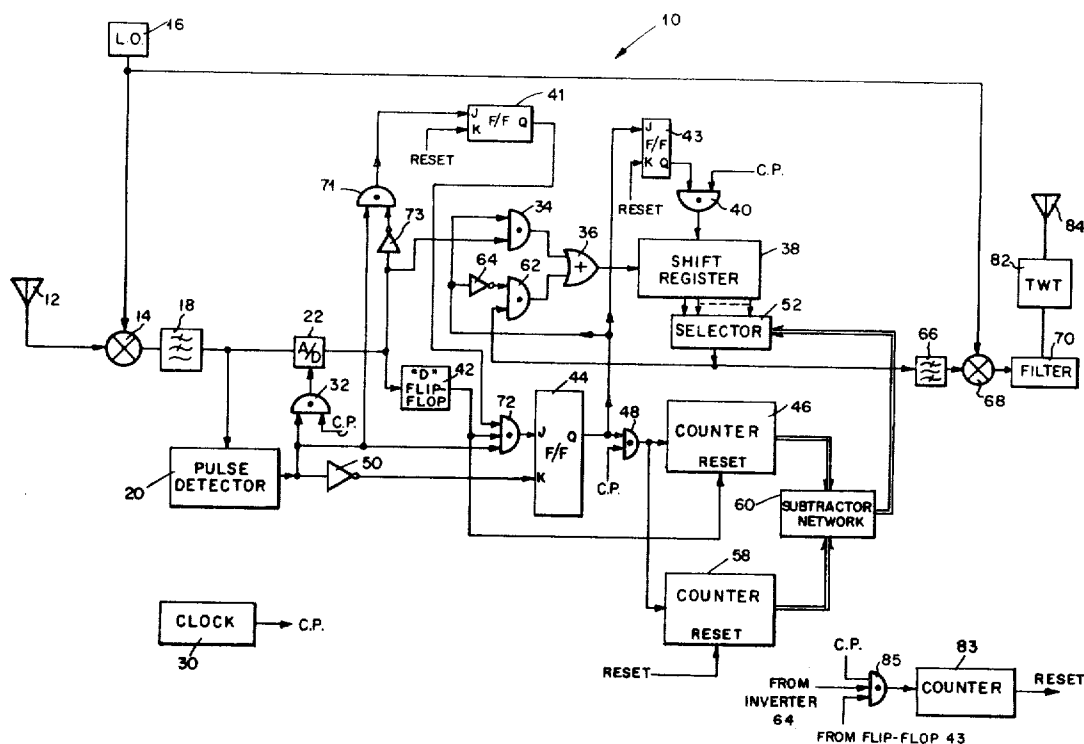 L.O.
16
10
41
J
K
F/F
Q
RESET
J
F/F
K
Q
43
C.P.
RESET
40
71
73
34
36
64
62
SHIFT
REGISTER
38
84
82
TWT
12
14
18
22
A/D
SELECTOR
52
66
68
70
FILTER
32
C.P.
"D"
FLIP-
FLOP
42
44
72
J
Q
F/F
K
48
C.P.
46
COUNTER
RESET
PULSE
DETECTOR
20
50
60
SUBTRACTOR
NETWORK
58
COUNTER
RESET
RESET
CLOCK
30
C.P.
C.P.
85
83
FROM
INVERTER
64
COUNTER
RESET
FROM FLIP-FLOP 43